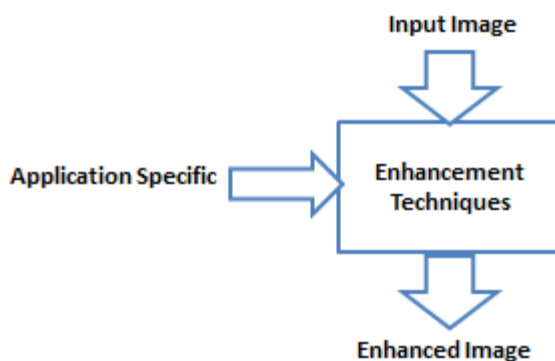 Input Image
Application Specific
Enhancement
Techniques
Enhanced Image